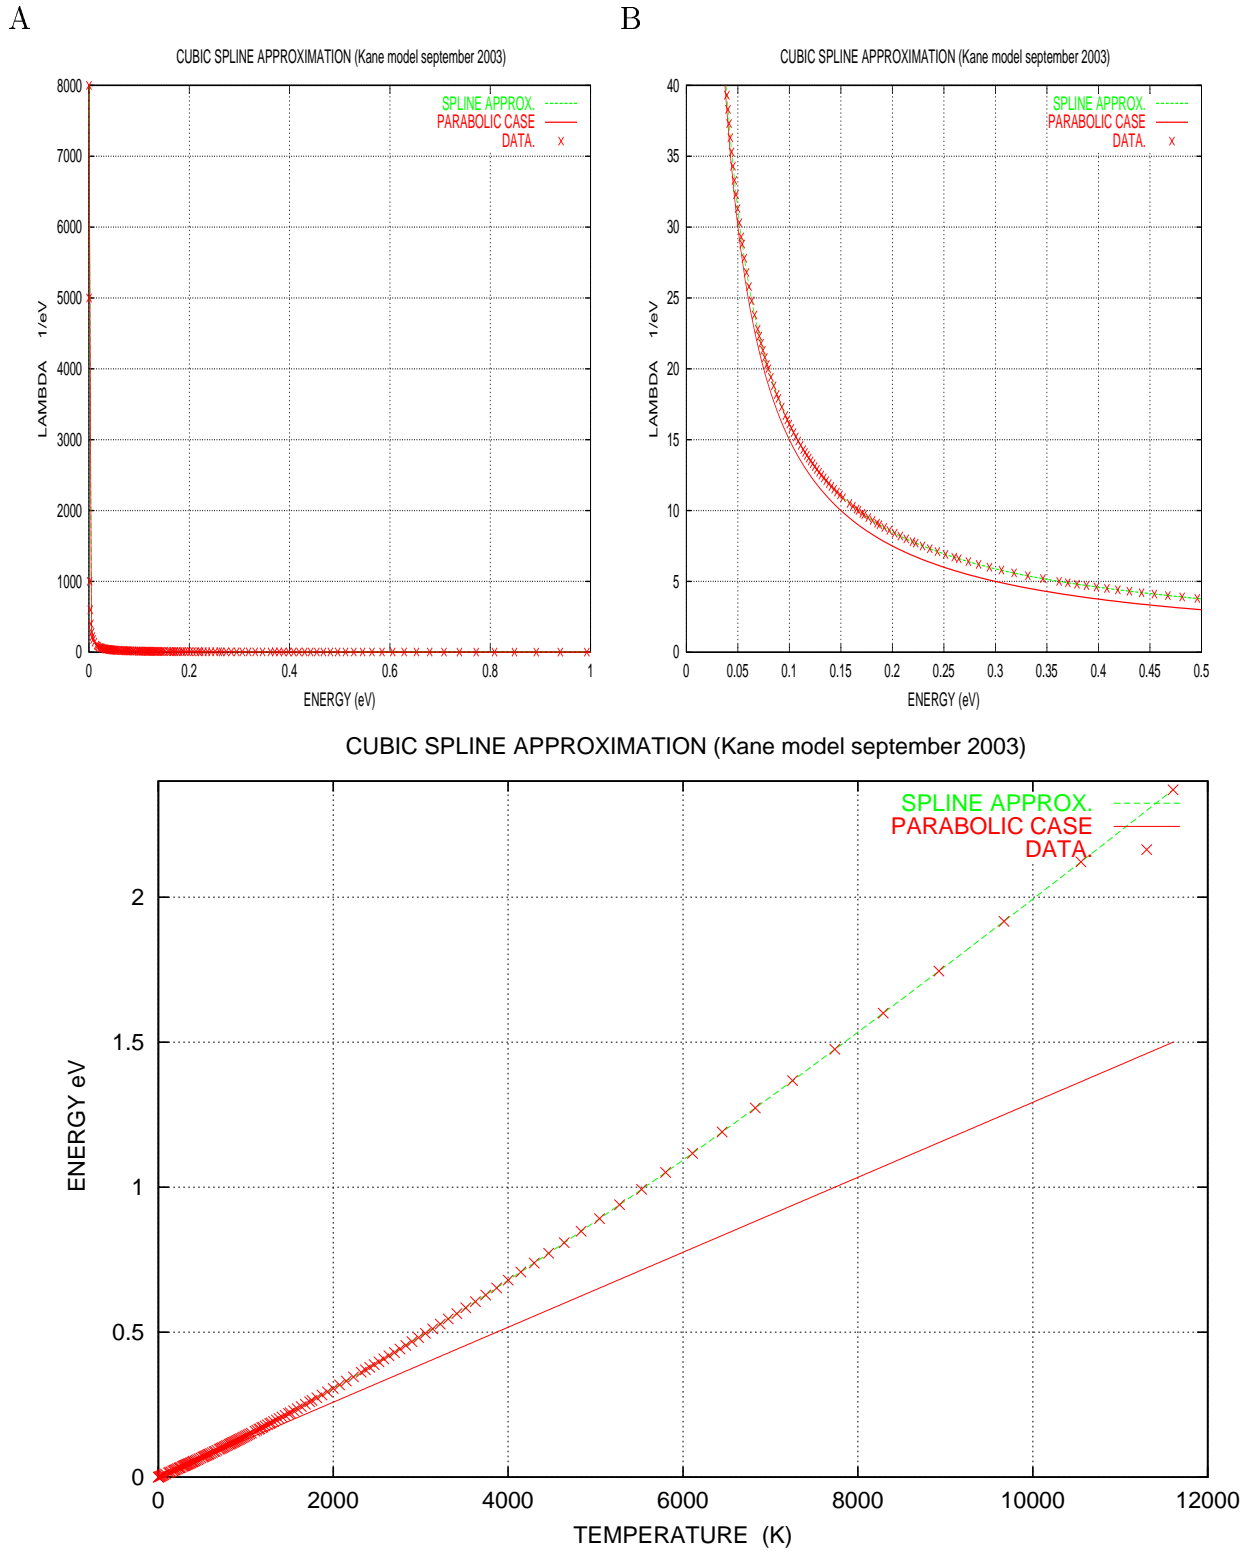 A
B
CUBIC SPLINE APPROXIMATION (Kane model september 2003)
SPLINE APPROX.
PARABOLIC CASE
DATA.
8000
7000
6000
5000
4000
3000
2000
1000
0
LAMBDA 1/eV
0 0.2 0.4 0.6 0.8 1
ENERGY (eV)
CUBIC SPLINE APPROXIMATION (Kane model september 2003)
SPLINE APPROX.
PARABOLIC CASE
DATA.
40
35
30
25
20
15
10
5
0
LAMBDA 1/eV
0 0.05 0.1 0.15 0.2 0.25 0.3 0.35 0.4 0.45 0.5
ENERGY (eV)
CUBIC SPLINE APPROXIMATION (Kane model september 2003)
SPLINE APPROX.
PARABOLIC CASE
DATA.
2
1.5
1
0.5
0
ENERGY eV
0 2000 4000 6000 8000 10000 12000
TEMPERATURE (K)